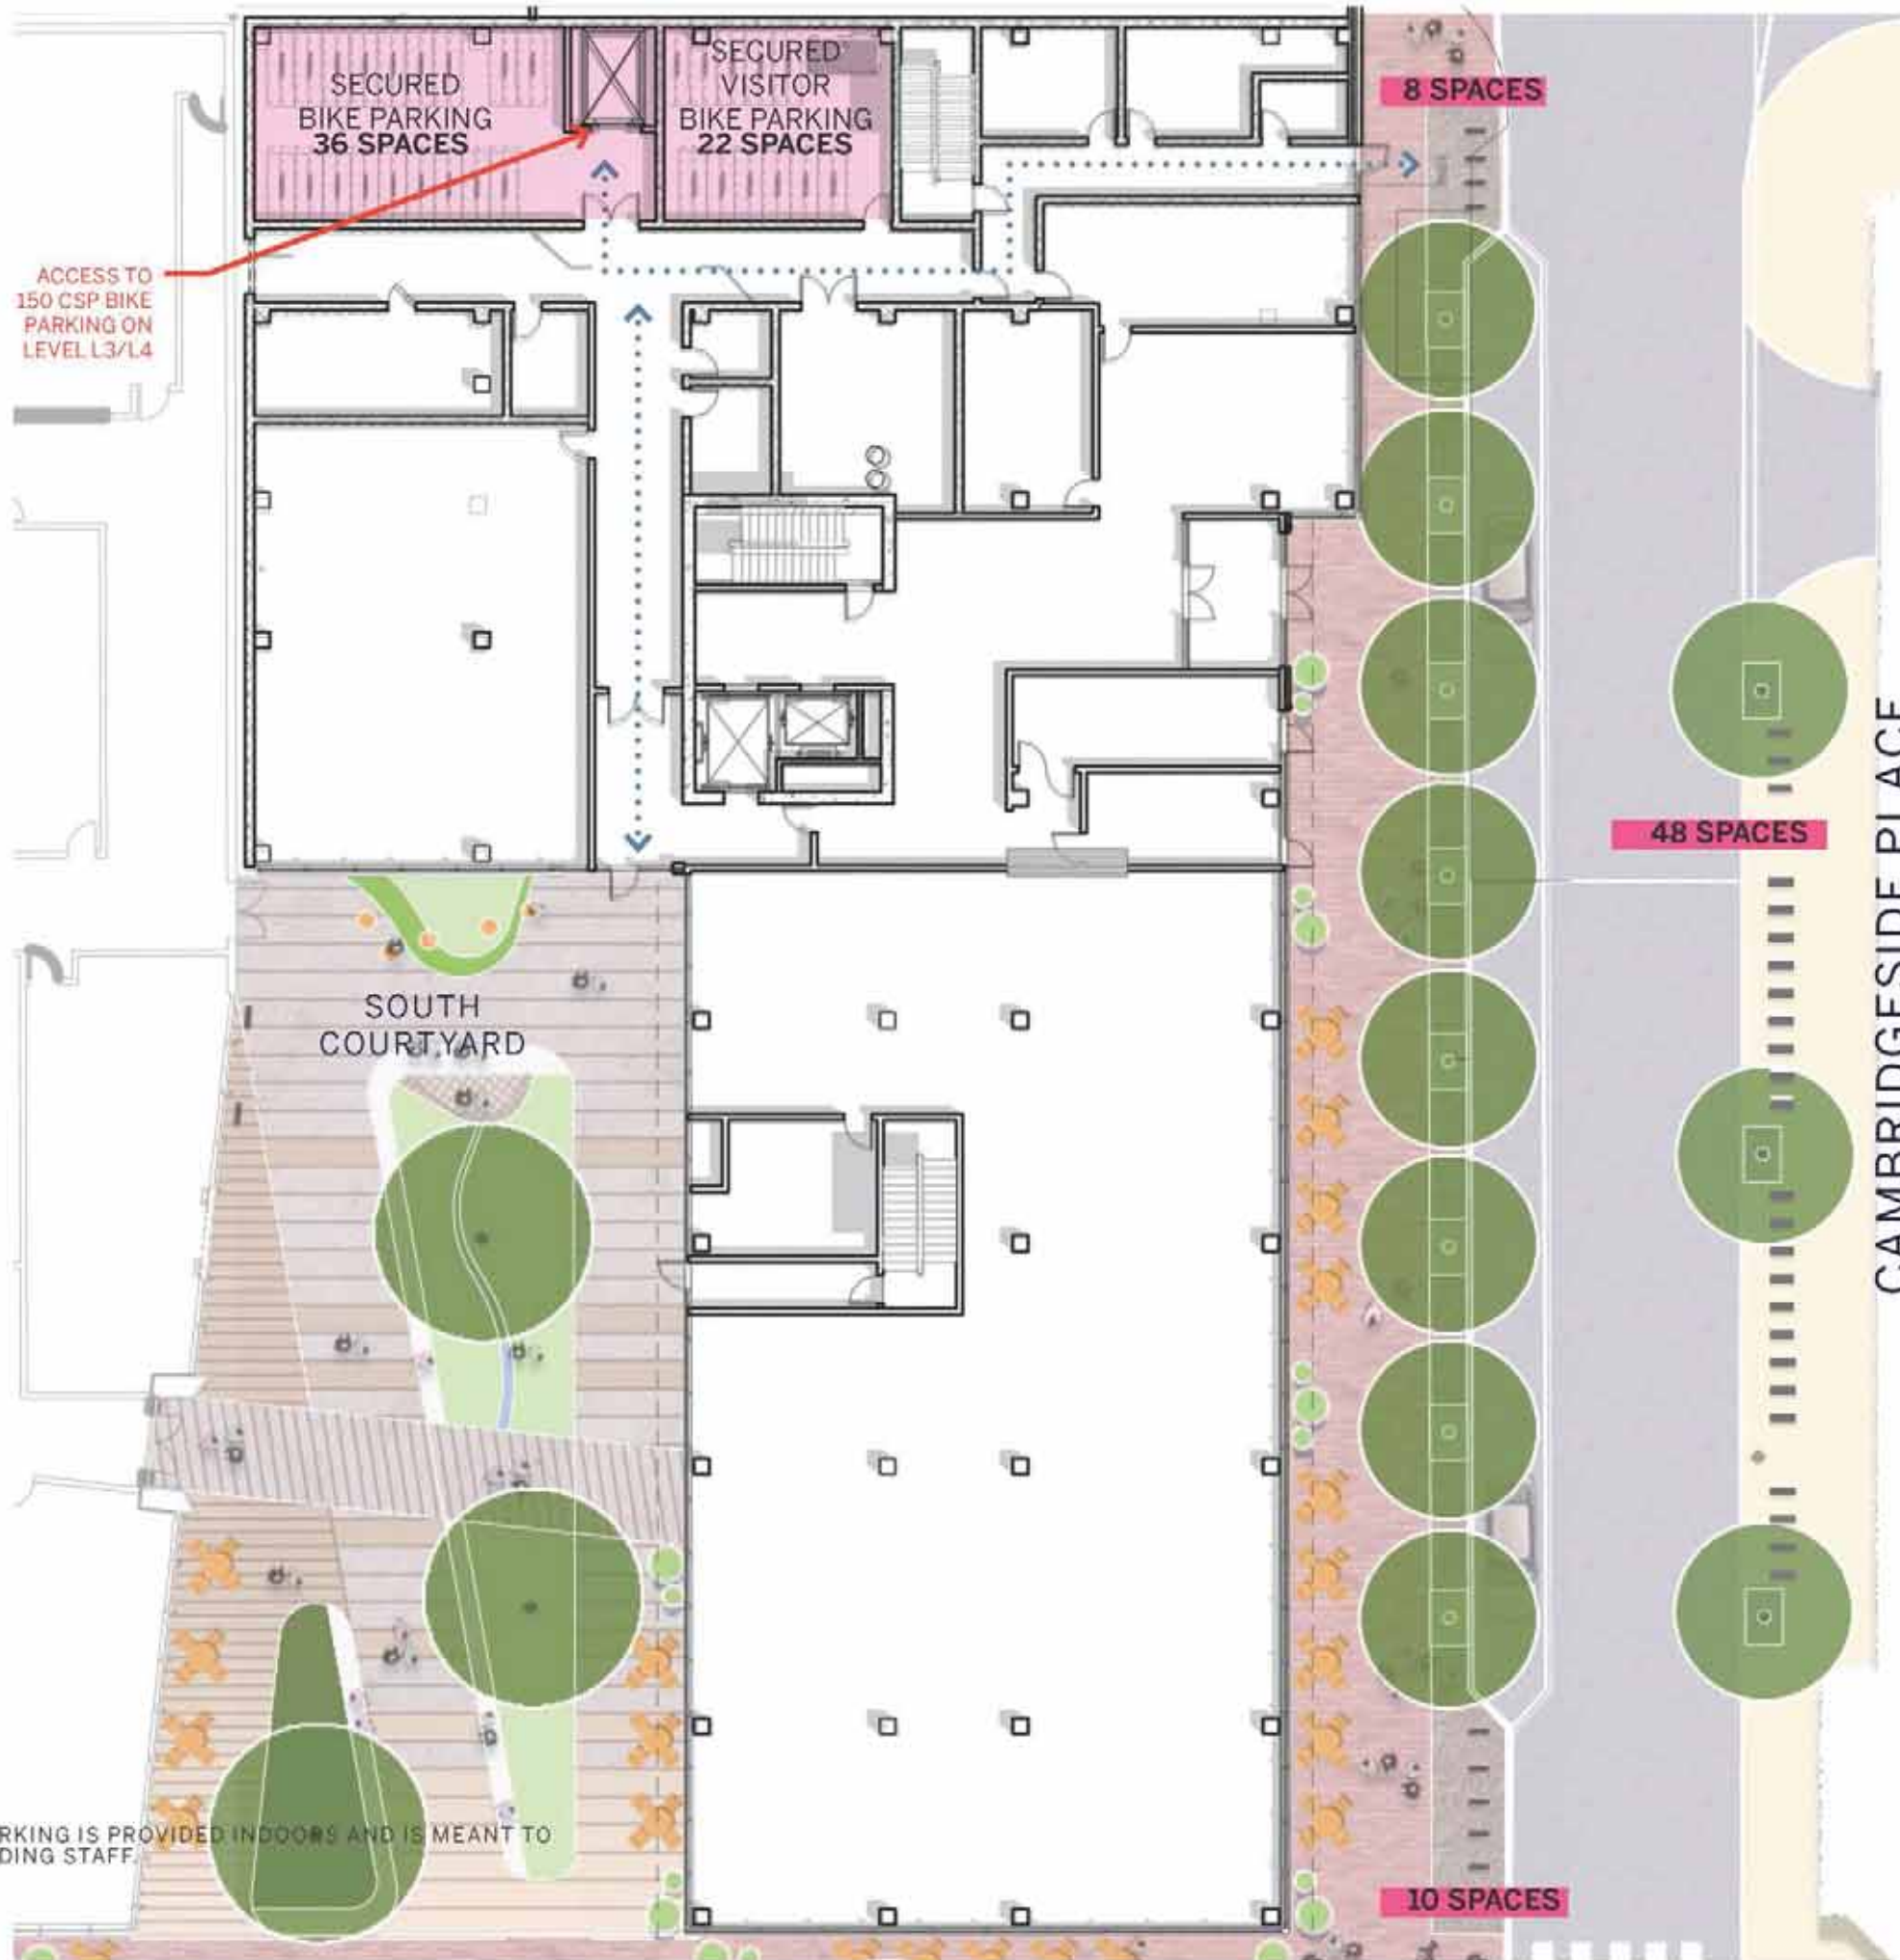 SECURED
BIKE PARKING
36 SPACES
SECURED
VISITOR
BIKE PARKING
22 SPACES
8 SPACES
ACCESS TO
150 CSP BIKE
PARKING ON
LEVEL L3/L4
48 SPACES
CAMBRIDGESIDE PLACE
SOUTH
COURTYARD
RKING IS PROVIDED INDOORS AND IS MEANT TO
DING STAFF.
10 SPACES